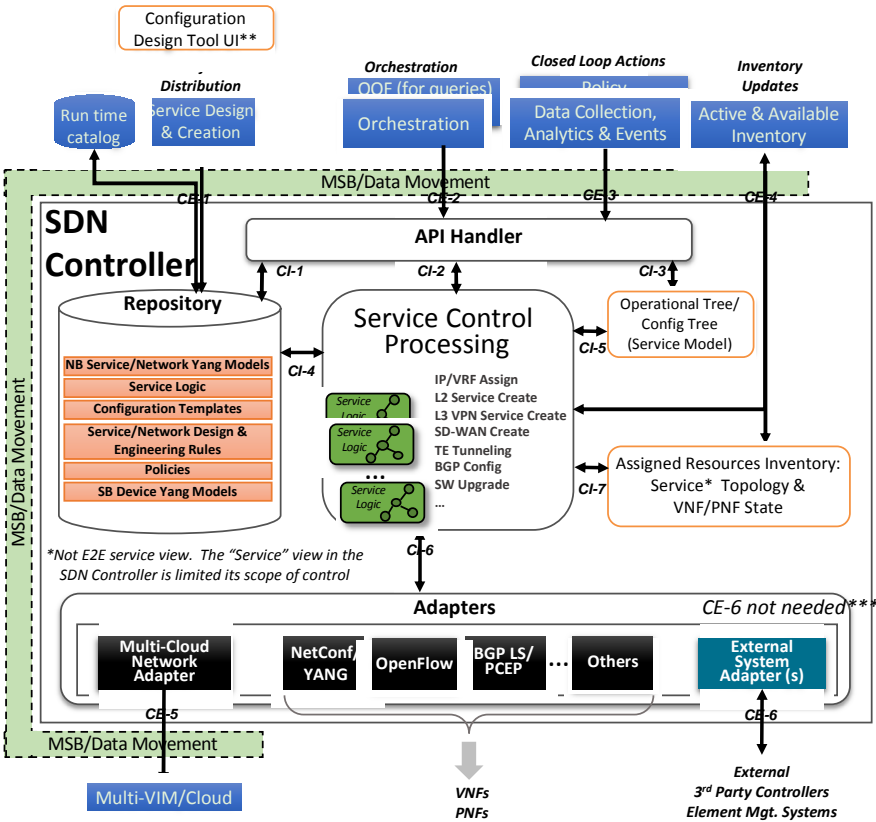 Configuration
Design Tool UI**
Distribution
Orchestration
Closed Loop Actions
Inventory
Updates
Run time
catalog
Service Design
& Creation
OOF (for queries)
Orchestration
Policy
Data Collection,
Analytics & Events
Active & Available
Inventory
MSB/Data Movement
CE-1
CE-2
CE-3
CE-4
SDN
Controller
API Handler
CI-1
CI-2
CI-3
Repository
NB Service/Network Yang Models
Service Logic
Configuration Templates
Service/Network Design &
Engineering Rules
Policies
SB Device Yang Models
CI-4
Service Control
Processing
IP/VRF Assign
L2 Service Create
L3 VPN Service Create
SD-WAN Create
TE Tunneling
BGP Config
SW Upgrade
...
Service
Logic
Service
Logic
...
Service
Logic
CI-5
Operational Tree/
Config Tree
(Service Model)
CI-7
Assigned Resources Inventory:
Service* Topology &
VNF/PNF State
MSB/Data Movement
*Not E2E service view. The “Service” view in the
SDN Controller is limited its scope of control
CI-6
Adapters
CE-6 not needed***
Multi-Cloud
Network
Adapter
NetConf/
YANG
OpenFlow
BGP LS/
PCEP
...
Others
External
System
Adapter (s)
CE-5
CE-6
MSB/Data Movement
Multi-VIM/Cloud
VNFs
PNFs
External
3rd Party Controllers
Element Mgt. Systems